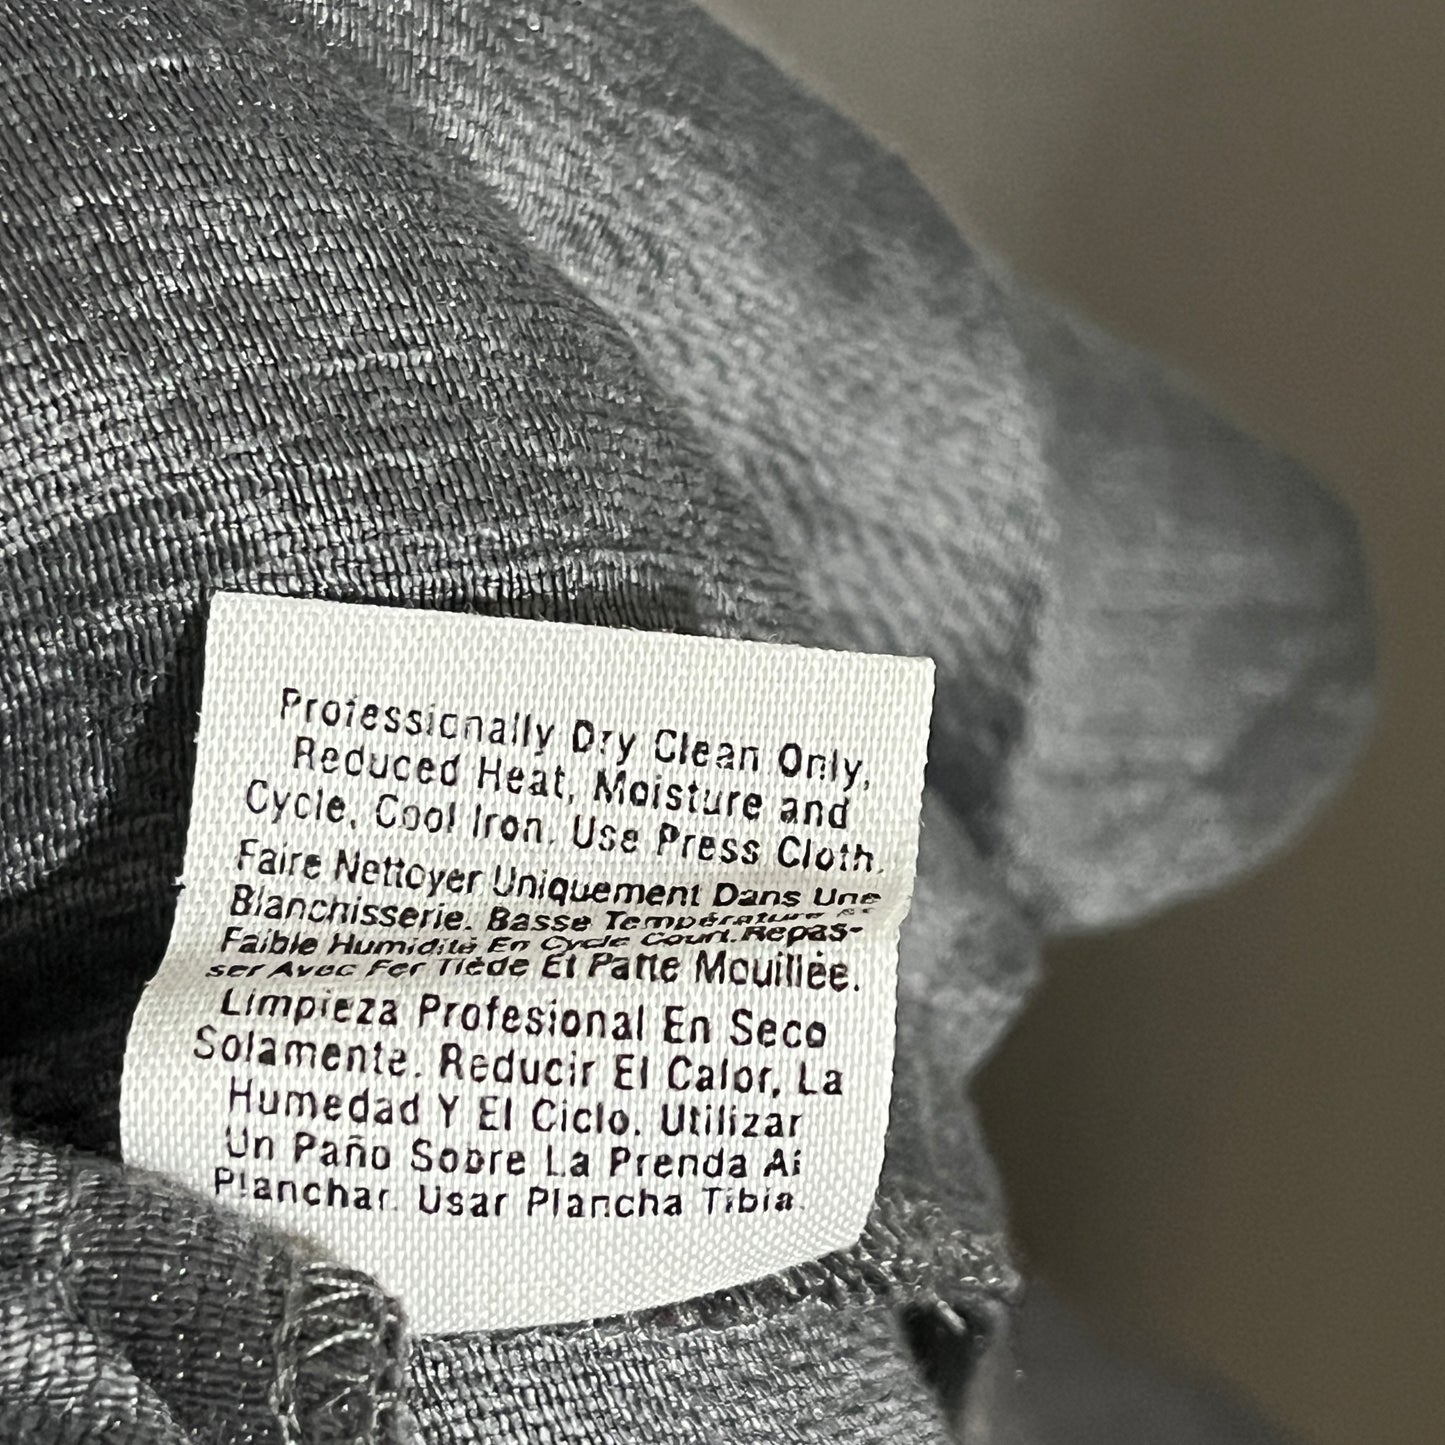 Professionally Dry Clean Only,
Reduced Heat, Moisture and
Cycle, Cool Iron. Use Press Cloth.
Faire Nettoyer Uniquement Dans Une
Blanchisserie. Basse Température
Faible Humidité En Cycle Court. Repas-
ser Avec Fer Tiède Et Patte Mouillée.
Limpieza Profesional En Seco
Solamente. Reducir El Calor, La
Humedad Y El Ciclo. Utilizar
Un Paño Sobre La Prenda Al
Planchar. Usar Plancha Tibia.